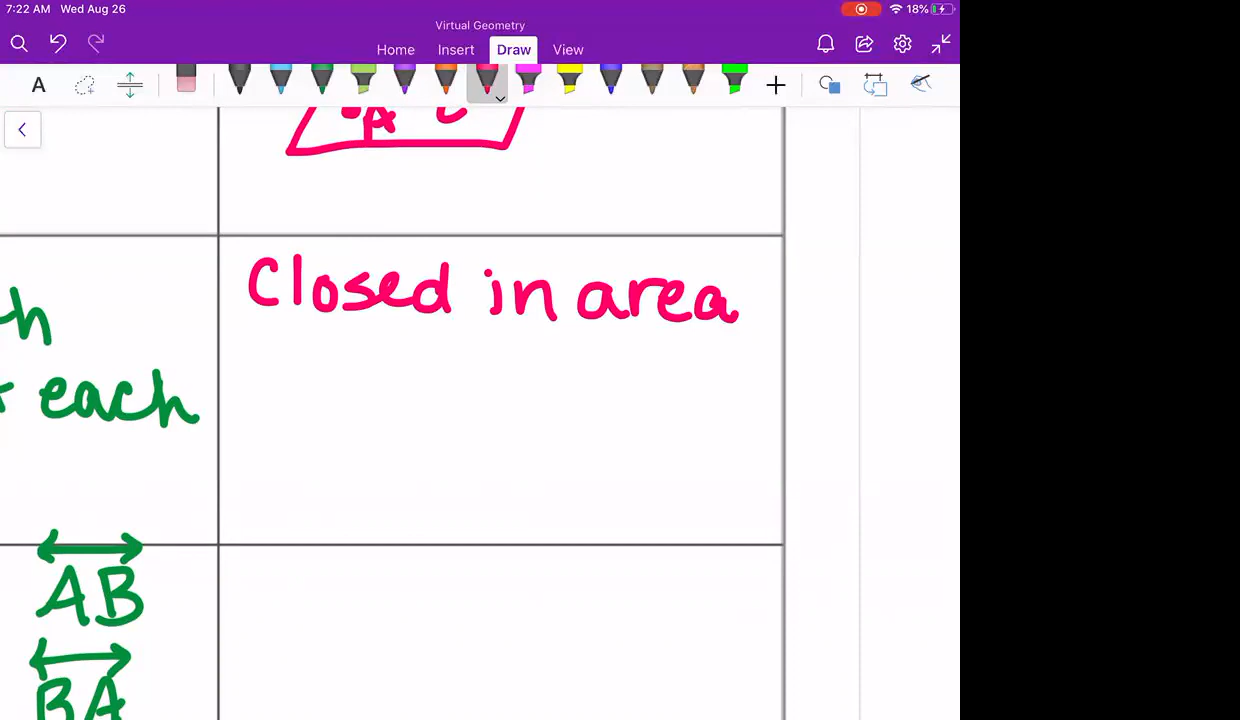 7:22 AM Wed Aug 26
18%
Virtual Geometry
Home Insert Draw View
A
A C
Closed in area
each
AB
BA